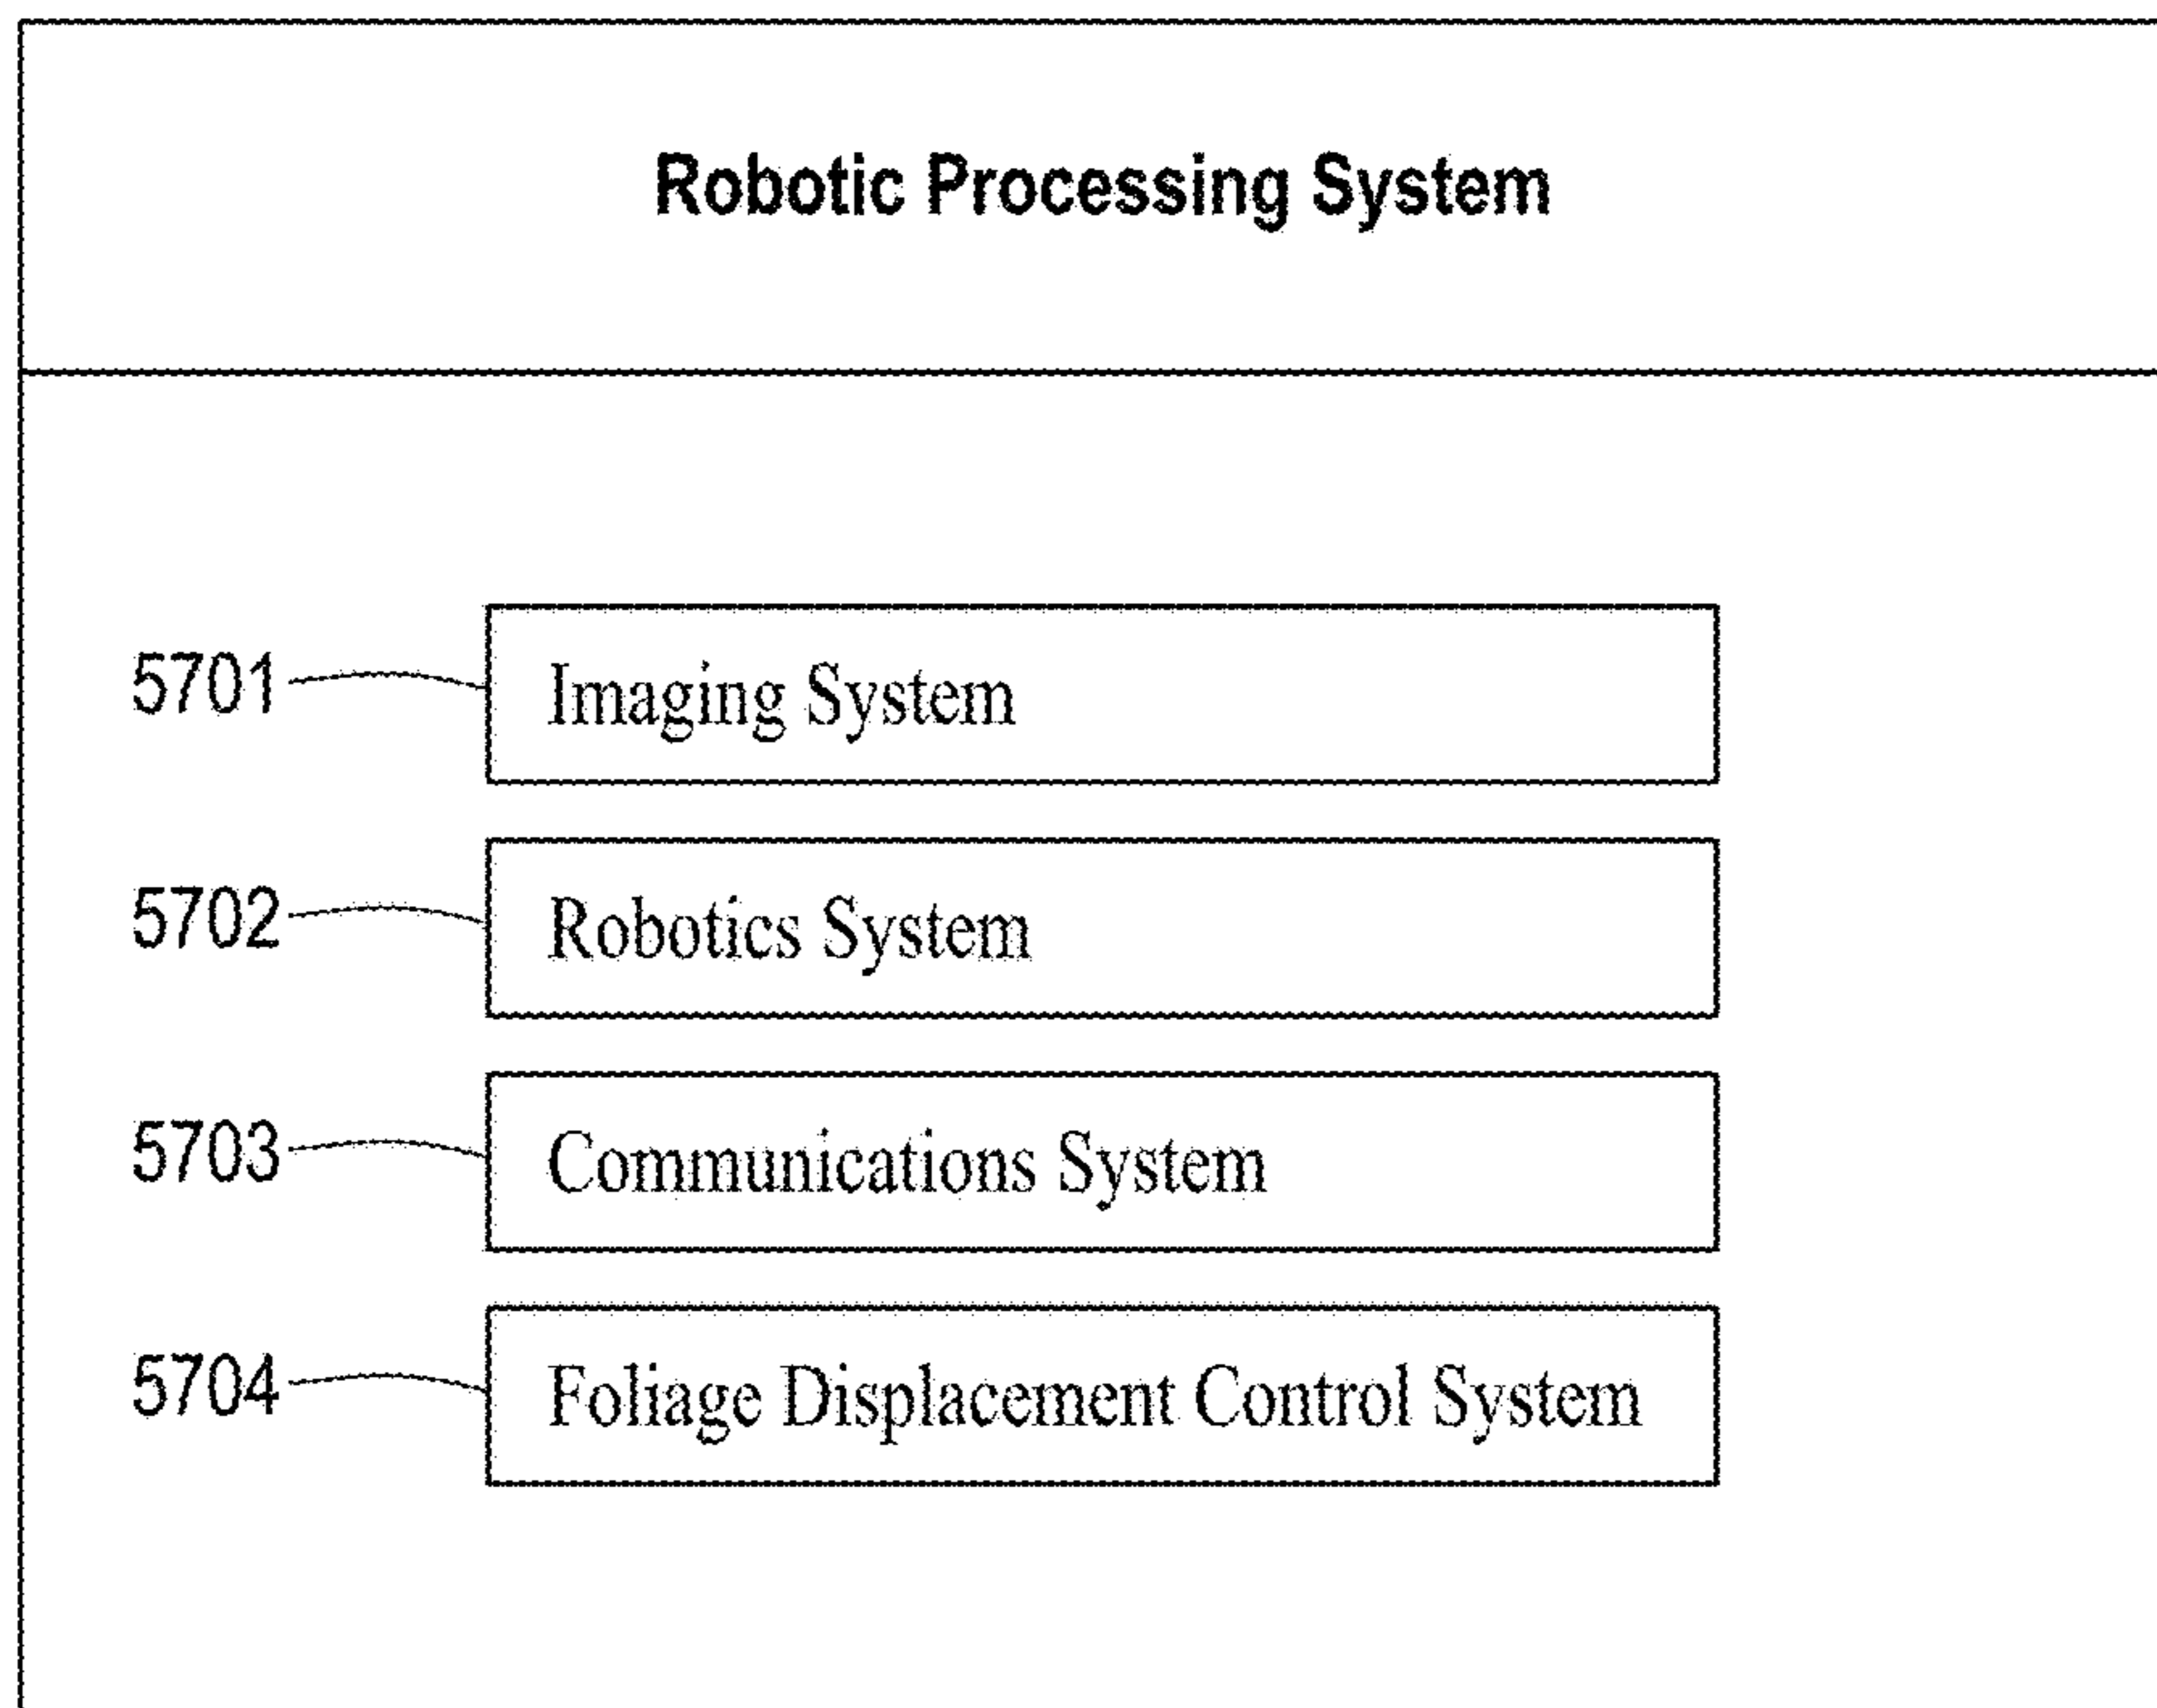 Robotic Processing System
5701 Imaging System
5702 Robotics System
5703 Communications System
5704 Foliage Displacement Control System